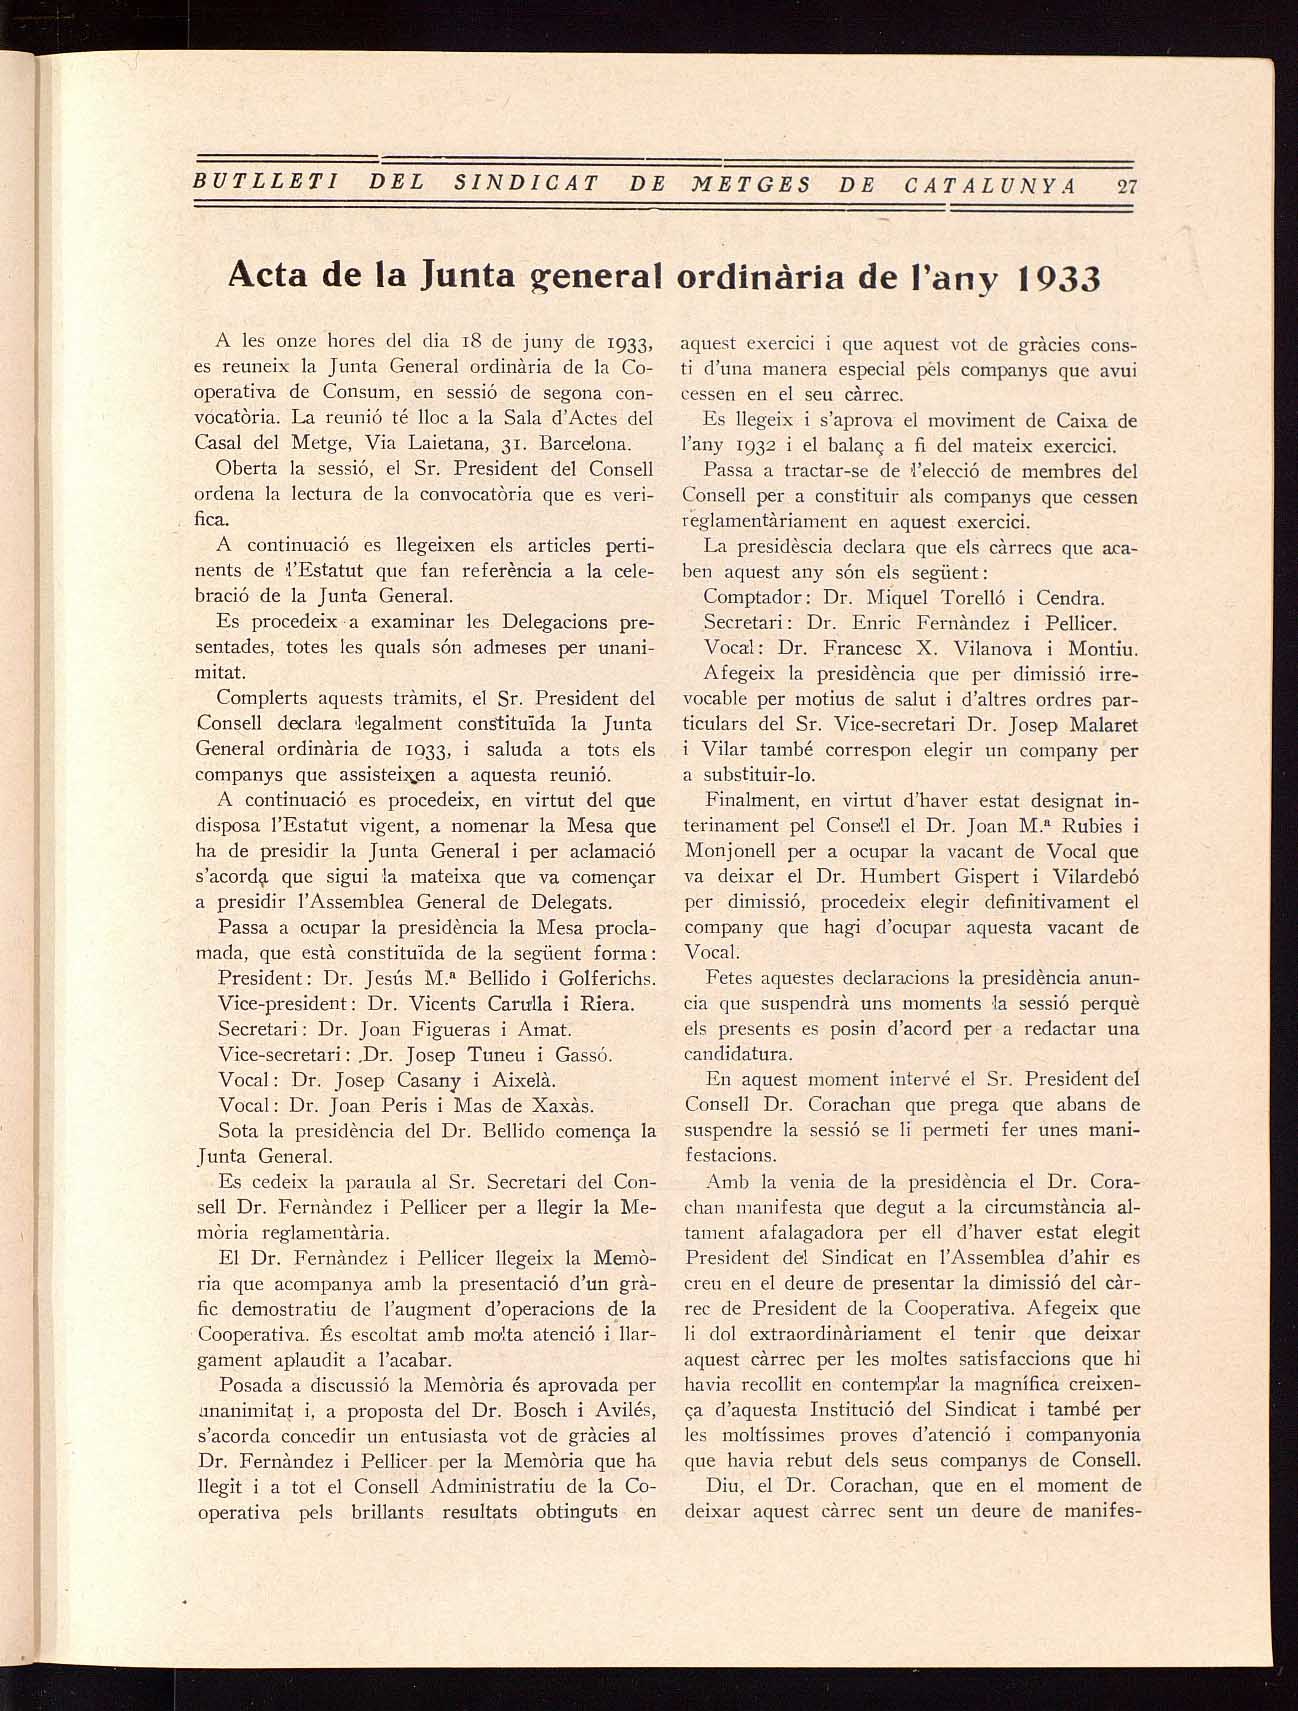 BUTLLETI DEL SINDICAT DE METGES DE CATALUNYA 27
Acta de la Junta general ordinària de l'any 1933
A les onze hores del dia 18 de juny de 1933,
es reuneix la Junta General ordinària de la Co-
operativa de Consum, en sessió de segona con-
vocatòria. La reunió té lloc a la Sala d'Actes del
Casal del Metge, Via Laietana, 31. Barcelona.
Oberta la sessió, el Sr. President del Consell
ordena la lectura de la convocatòria que es veri-
fica.
A continuació es llegeixen els articles perti-
nents de l'Estatut que fan referència a la cele-
bració de la Junta General.
Es procedeix a examinar les Delegacions pre-
sentades, totes les quals són admeses per unani-
mitat.
Complerts aquests tràmits, el Sr. President del
Consell declara legalment constituïda la Junta
General ordinària de 1933, i saluda a tots els
companys que assisteixen a aquesta reunió.
A continuació es procedeix, en virtut del que
disposa l'Estatut vigent, a nomenar la Mesa que
ha de presidir la Junta General i per aclamació
s'acorda que sigui la mateixa que va començar
a presidir l'Assemblea General de Delegats.
Passa a ocupar la presidència la Mesa procla-
mada, que està constituïda de la següent forma:
President: Dr. Jesús M.ª Bellido i Golferichs.
Vice-president: Dr. Vicents Carulla i Riera.
Secretari: Dr. Joan Figueras i Amat.
Vice-secretari: Dr. Josep Tuneu i Gassó.
Vocal: Dr. Josep Casany i Aixelà.
Vocal: Dr. Joan Peris i Mas de Xaxàs.
Sota la presidència del Dr. Bellido comença la
Junta General.
Es cedeix la paraula al Sr. Secretari del Con-
sell Dr. Fernàndez i Pellicer per a llegir la Me-
mòria reglamentària.
El Dr. Fernàndez i Pellicer llegeix la Memò-
ria que acompanya amb la presentació d'un grà-
fic demostratiu de l'augment d'operacions de la
Cooperativa. És escoltat amb molta atenció i llar-
gament aplaudit a l'acabar.
Posada a discussió la Memòria és aprovada per
unanimitat i, a proposta del Dr. Bosch i Avilés,
s'acorda concedir un entusiasta vot de gràcies al
Dr. Fernàndez i Pellicer per la Memòria que ha
llegit i a tot el Consell Administratiu de la Co-
operativa pels brillants resultats obtinguts en
aquest exercici i que aquest vot de gràcies cons-
ti d'una manera especial pels companys que avui
cessen en el seu càrrec.
Es llegeix i s'aprova el moviment de Caixa de
l'any 1932 i el balanç a fi del mateix exercici.
Passa a tractar-se de l'elecció de membres del
Consell per a constituir als companys que cessen
reglamentàriament en aquest exercici.
La presidèscia declara que els càrrecs que aca-
ben aquest any són els següent:
Comptador: Dr. Miquel Torelló i Cendra.
Secretari: Dr. Enric Fernàndez i Pellicer.
Vocal: Dr. Francesc X. Vilanova i Montiu.
Afegeix la presidència que per dimissió irre-
vocable per motius de salut i d'altres ordres par-
ticulars del Sr. Vice-secretari Dr. Josep Malaret
i Vilar també correspon elegir un company per
a substituir-lo.
Finalment, en virtut d'haver estat designat in-
terinament pel Consell el Dr. Joan M.ª Rubies i
Monjonell per a ocupar la vacant de Vocal que
va deixar el Dr. Humbert Gispert i Vilardebó
per dimissió, procedeix elegir definitivament el
company que hagi d'ocupar aquesta vacant de
Vocal.
Fetes aquestes declaracions la presidència anun-
cia que suspendrà uns moments la sessió perquè
els presents es posin d'acord per a redactar una
candidatura.
En aquest moment intervé el Sr. President del
Consell Dr. Corachan que prega que abans de
suspendre la sessió se li permeti fer unes mani-
festacions.
Amb la venia de la presidència el Dr. Cora-
chan manifesta que degut a la circumstància al-
tament afalagadora per ell d'haver estat elegit
President del Sindicat en l'Assemblea d'ahir es
creu en el deure de presentar la dimissió del càr-
rec de President de la Cooperativa. Afegeix que
li dol extraordinàriament el tenir que deixar
aquest càrrec per les moltes satisfaccions que hi
havia recollit en contemplar la magnífica creixen-
ça d'aquesta Institució del Sindicat i també per
les moltíssimes proves d'atenció i companyonia
que havia rebut dels seus companys de Consell.
Diu, el Dr. Corachan, que en el moment de
deixar aquest càrrec sent un deure de manifes-